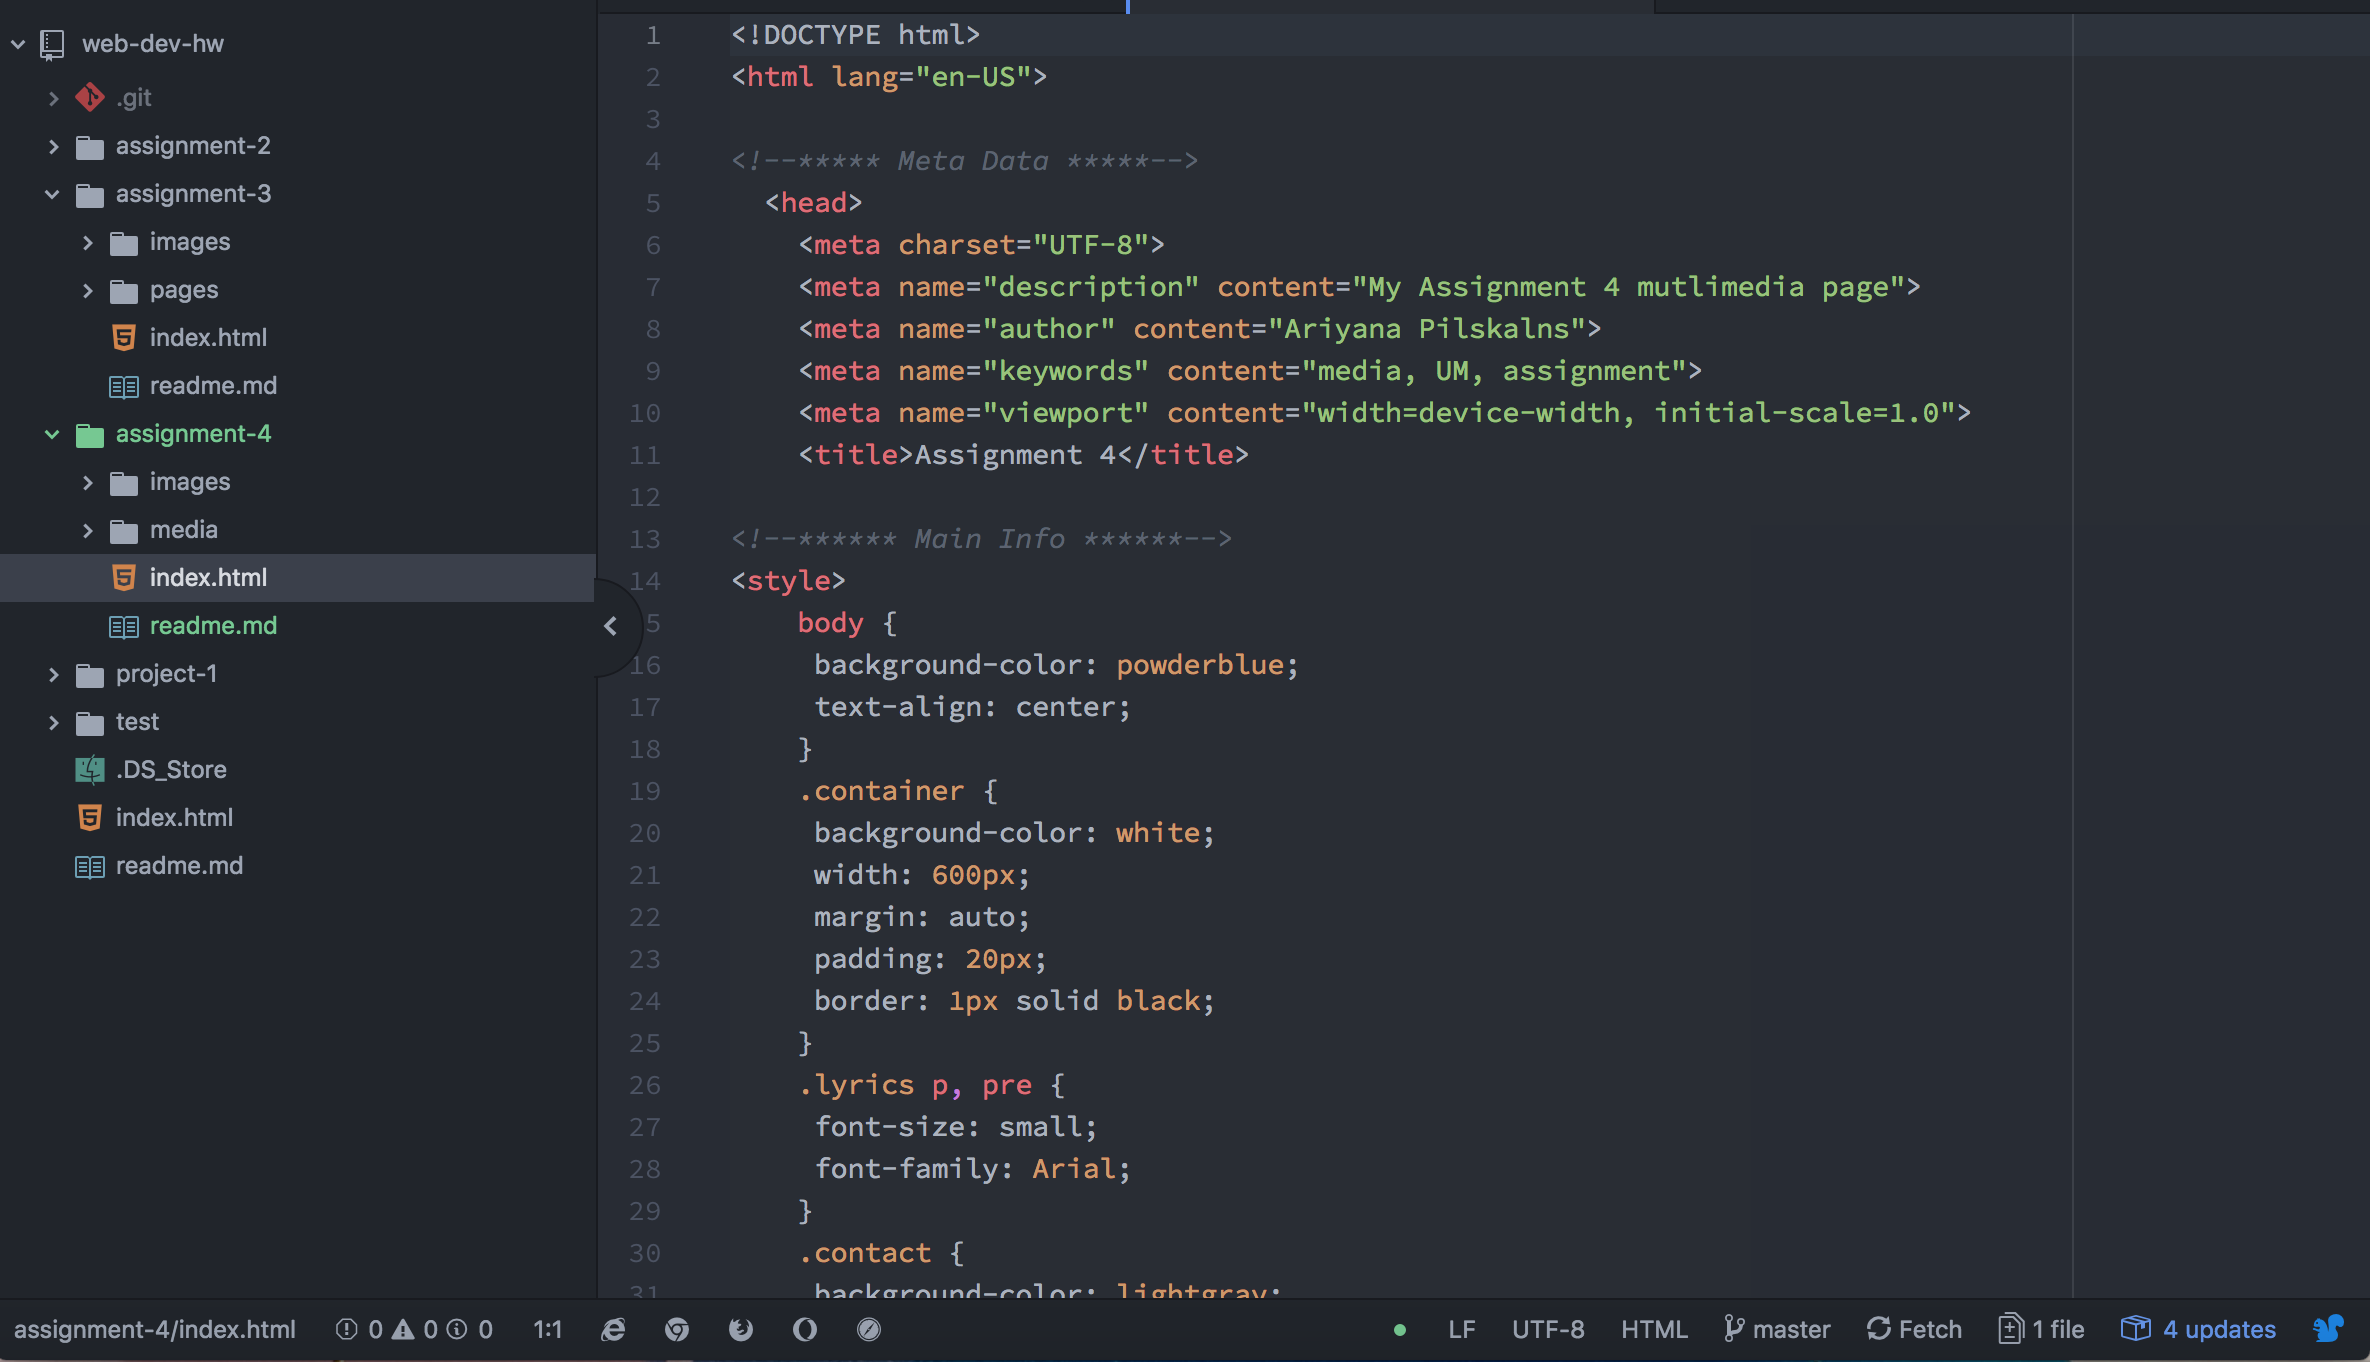 web-dev-hw
.git
assignment-2
assignment-3
images
pages
index.html
readme.md
assignment-4
images
media
index.html
readme.md
project-1
test
.DS_Store
index.html
readme.md
1 <!DOCTYPE html>
2 <html lang="en-US">
3
4 <!--***** Meta Data *****-->
5 <head>
6 <meta charset="UTF-8">
7 <meta name="description" content="My Assignment 4 mutlimedia page">
8 <meta name="author" content="Ariyana Pilskalns">
9 <meta name="keywords" content="media, UM, assignment">
10 <meta name="viewport" content="width=device-width, initial-scale=1.0">
11 <title>Assignment 4</title>
12
13 <!--****** Main Info ******-->
14 <style>
5 body {
16 background-color: powderblue;
17 text-align: center;
18 }
19 .container {
20 background-color: white;
21 width: 600px;
22 margin: auto;
23 padding: 20px;
24 border: 1px solid black;
25 }
26 .lyrics p, pre {
27 font-size: small;
28 font-family: Arial;
29 }
30 .contact {
31 background-color: lightgray;
assignment-4/index.html 0 0 0 1:1 LF UTF-8 HTML master Fetch 1 file 4 updates